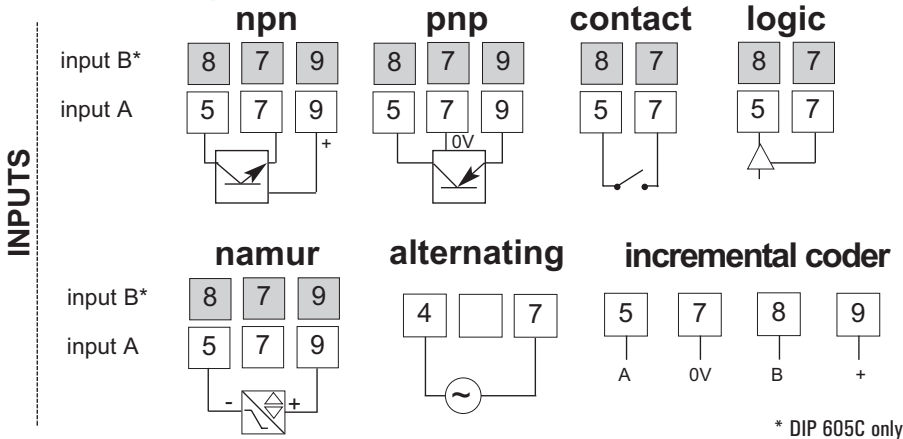 npn pnp contact logic
input B* 8 7 9 8 7 9 8 7 8 7
input A 5 7 9 5 7 9 5 7 5 7
+ 0V
INPUTS
namur alternating incremental coder
input B* 8 7 9 4 7 5 7 8 9
input A 5 7 9
A 0V B +
- + ~
* DIP 605C only